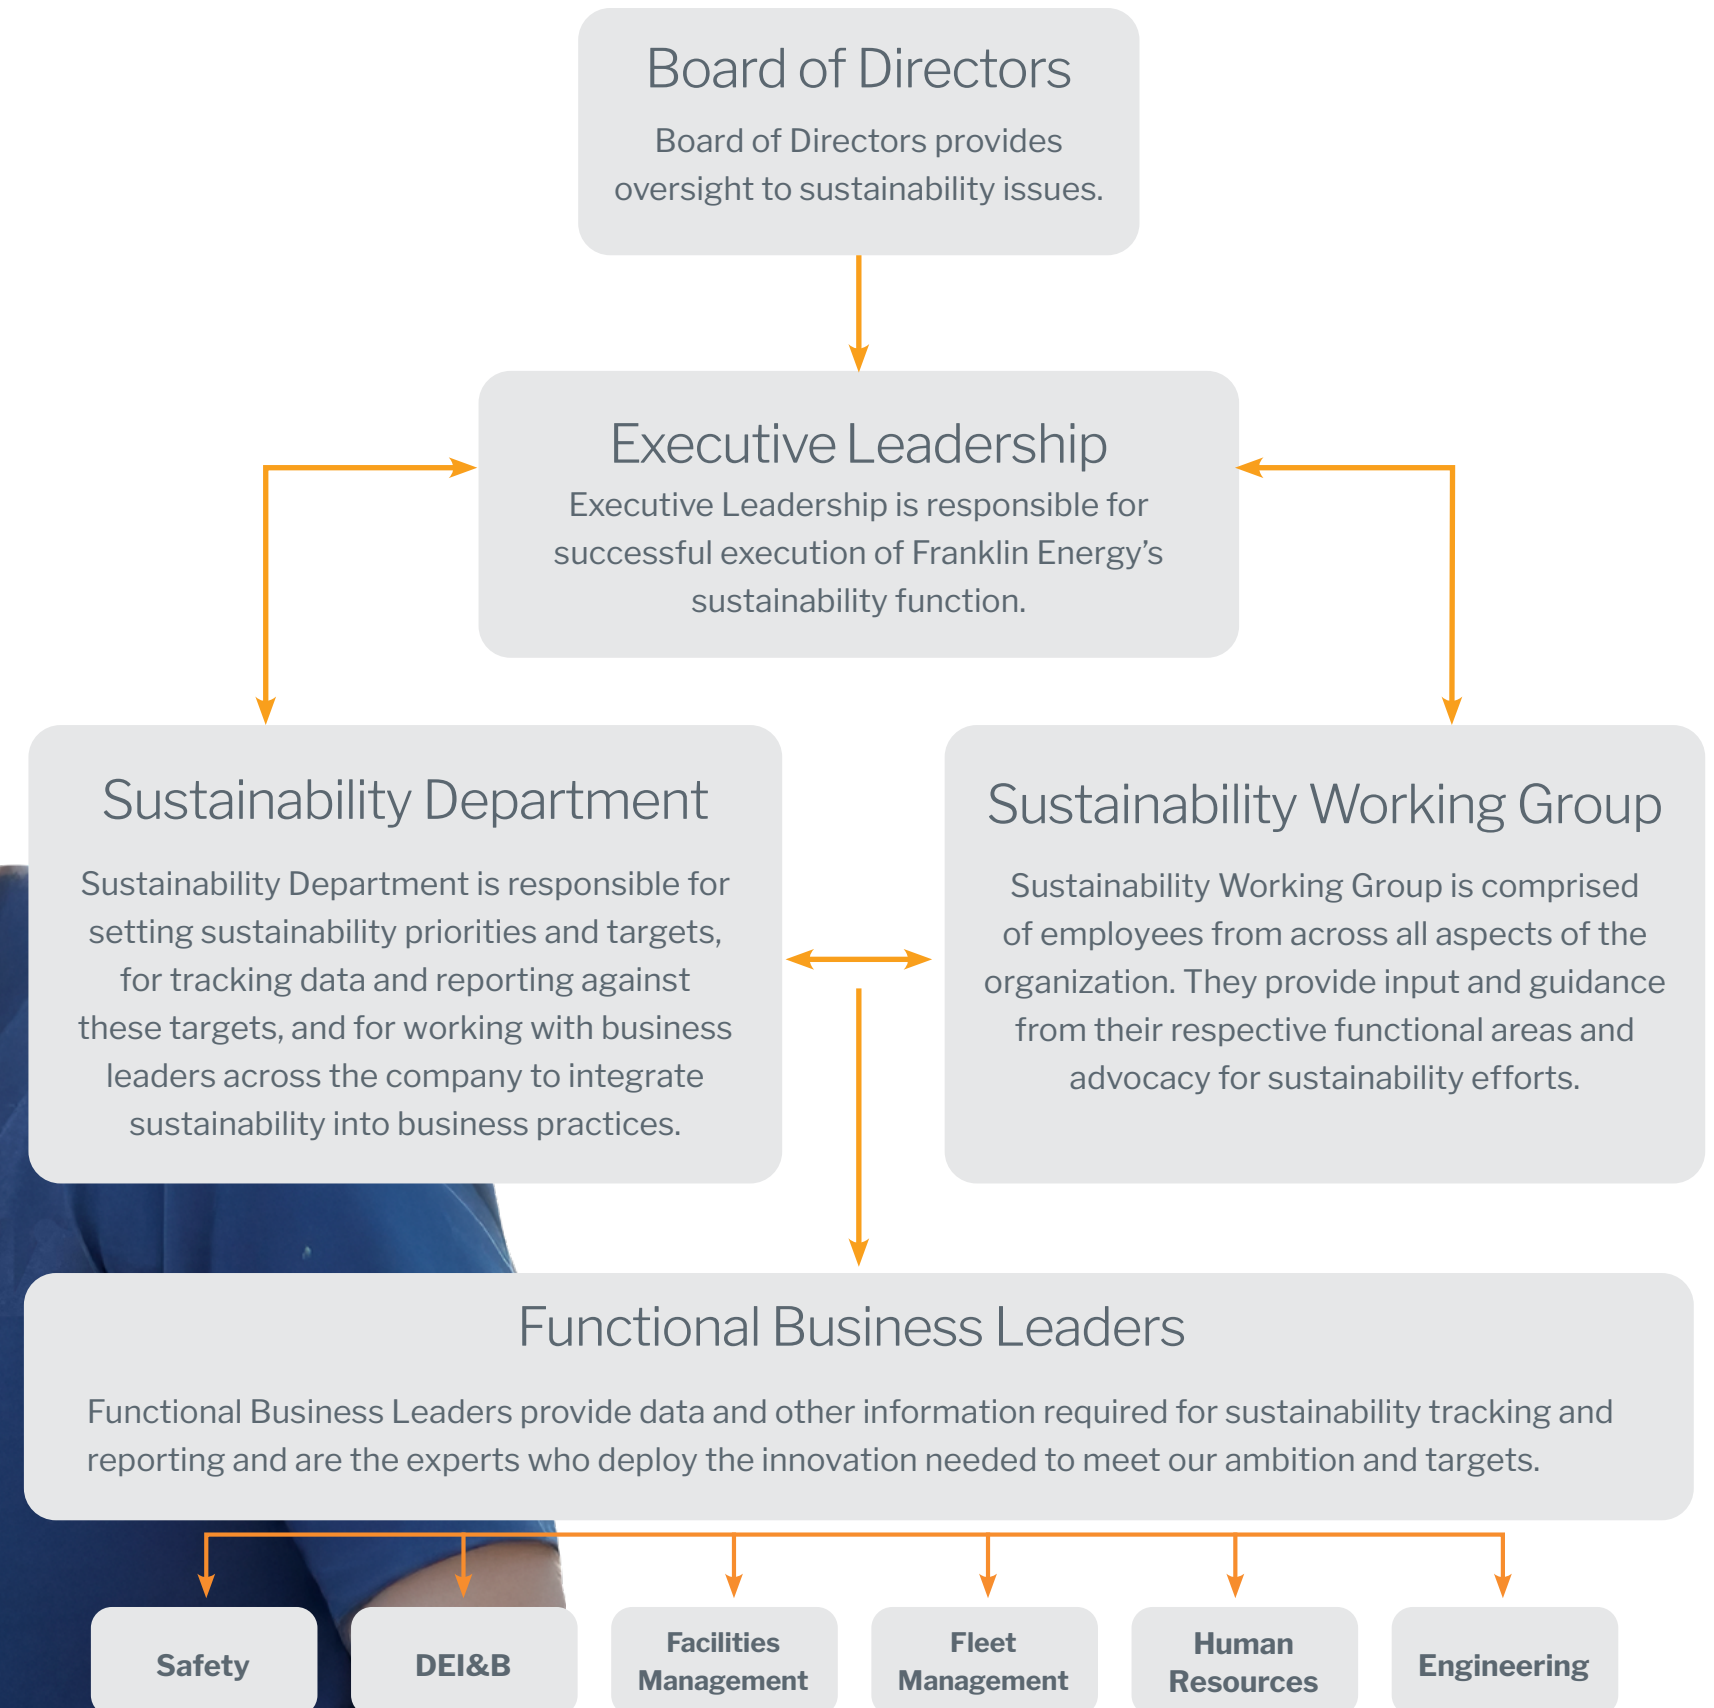 Board of Directors
Board of Directors provides
oversight to sustainability issues.
Executive Leadership
Executive Leadership is responsible for
successful execution of Franklin Energy’s
sustainability function.
Sustainability Department
Sustainability Department is responsible for
setting sustainability priorities and targets,
for tracking data and reporting against
these targets, and for working with business
leaders across the company to integrate
sustainability into business practices.
Sustainability Working Group
Sustainability Working Group is comprised
of employees from across all aspects of the
organization. They provide input and guidance
from their respective functional areas and
advocacy for sustainability efforts.
Functional Business Leaders
Functional Business Leaders provide data and other information required for sustainability tracking and
reporting and are the experts who deploy the innovation needed to meet our ambition and targets.
Safety
DEI&B
Facilities
Management
Fleet
Management
Human
Resources
Engineering